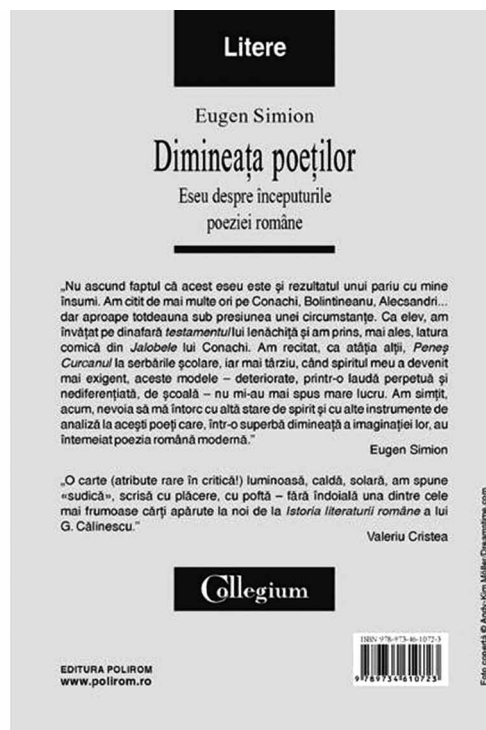 Litere
Eugen Simion
Dimineața poeților
Eseu despre începuturile
poeziei române
„Nu ascund faptul că acest eseu este și rezultatul unui pariu cu mine
însumi. Am citit de mai multe ori pe Conachi, Bolintineanu, Alecsandri...
dar aproape totdeauna sub presiunea unei circumstanțe. Ca elev, am
învățat pe dinafară testamentul lui Ienăchiță și am prins, mai ales, latura
comică din Jalobele lui Conachi. Am recitat, ca atâția alții, Peneș
Curcanul la serbările școlare, iar mai târziu, când spiritul meu a devenit
mai exigent, aceste modele – deteriorate, printr-o laudă perpetuă și
nediferențiată, de școală – nu mi-au mai spus mare lucru. Am simțit,
acum, nevoia să mă întorc cu altă stare de spirit și cu alte instrumente de
analiză la acești poeți care, într-o superbă dimineață a imaginației lor, au
întemeiat poezia română modernă.”
Eugen Simion
„O carte (atribute rare în critică!) luminoasă, caldă, solară, am spune
«sudică», scrisă cu plăcere, cu poftă – fără îndoială una dintre cele
mai frumoase cărți apărute la noi de la Istoria literaturii române a lui
G. Călinescu.”
Valeriu Cristea
Collegium
ISBN 978-973-46-1072-3
9 789734 610723
EDITURA POLIROM
www.polirom.ro
Foto copertă © Andy-Kim Möller/Dreamstime.com